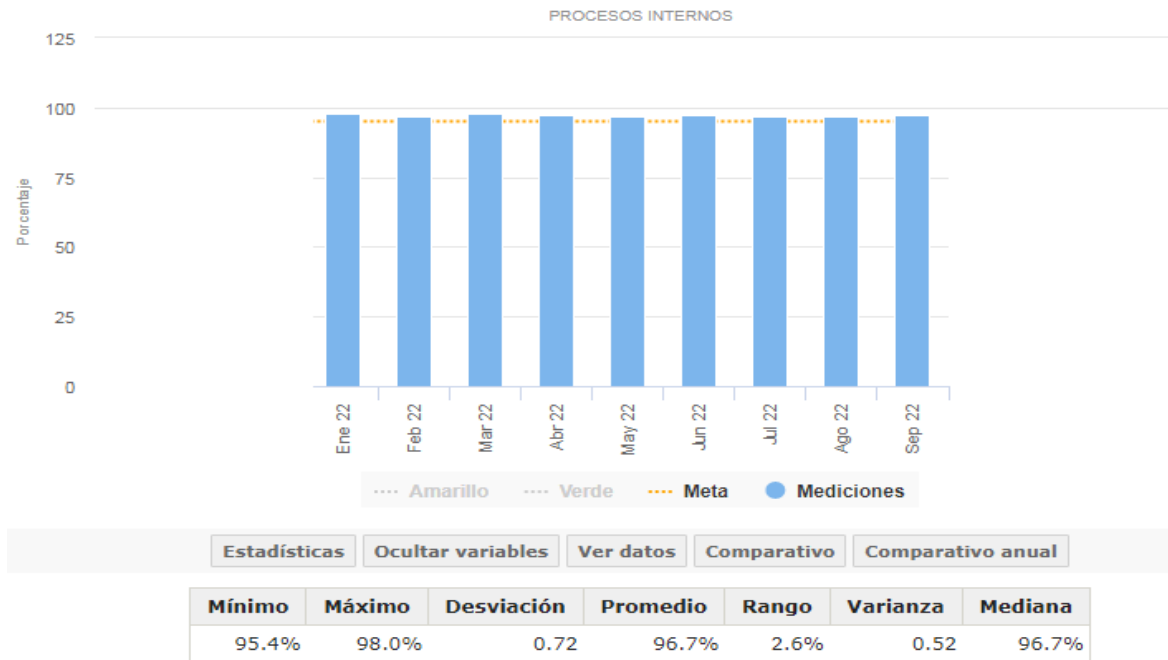 PROCESOS INTERNOS
125
100
75
50
25
0
Porcentaje
Ene 22 Feb 22 Mar 22 Abr 22 May 22 Jun 22 Jul 22 Ago 22 Sep 22
Amarillo Verde Meta Mediciones
Estadísticas Ocultar variables Ver datos Comparativo Comparativo anual
Mínimo Máximo Desviación Promedio Rango Varianza Mediana
95.4% 98.0% 0.72 96.7% 2.6% 0.52 96.7%